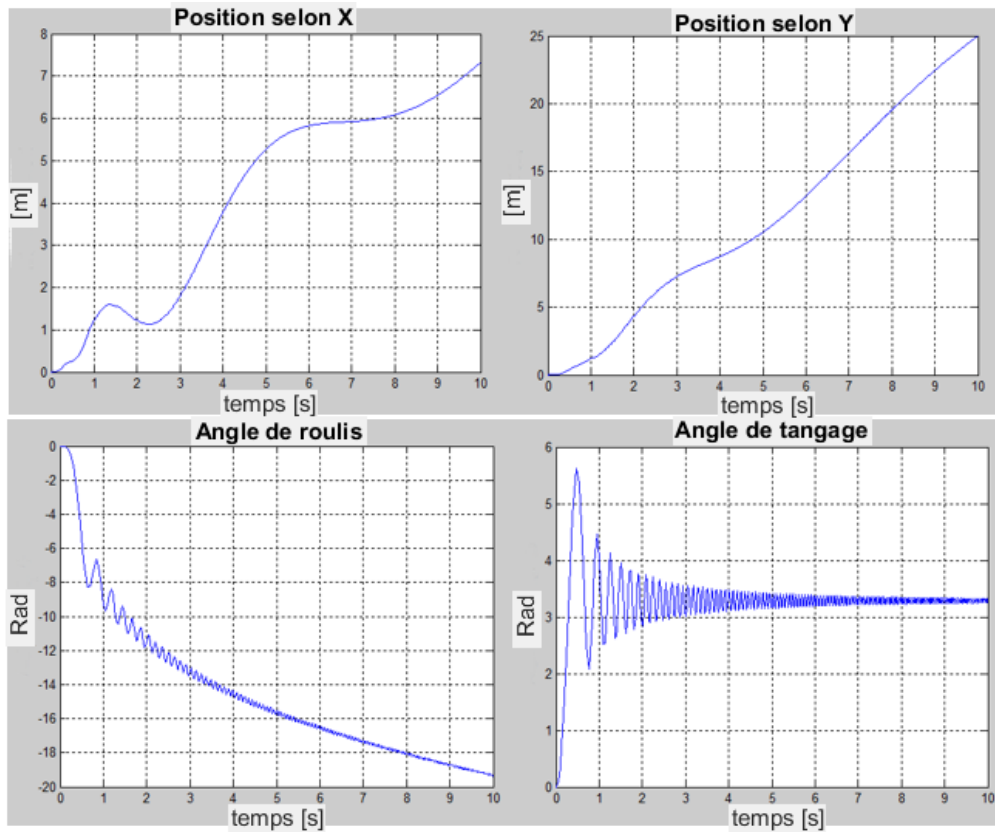 Position selon X
8
7
6
5
4
3
2
1
0
[m]
0 1 2 3 4 5 6 7 8 9 10
temps [s]
Position selon Y
25
20
15
10
5
0
[m]
0 1 2 3 4 5 6 7 8 9 10
temps [s]
Angle de roulis
0
-2
-4
-6
-8
-10
-12
-14
-16
-18
-20
Rad
0 1 2 3 4 5 6 7 8 9 10
temps [s]
Angle de tangage
6
5
4
3
2
1
0
Rad
0 1 2 3 4 5 6 7 8 9 10
temps [s]